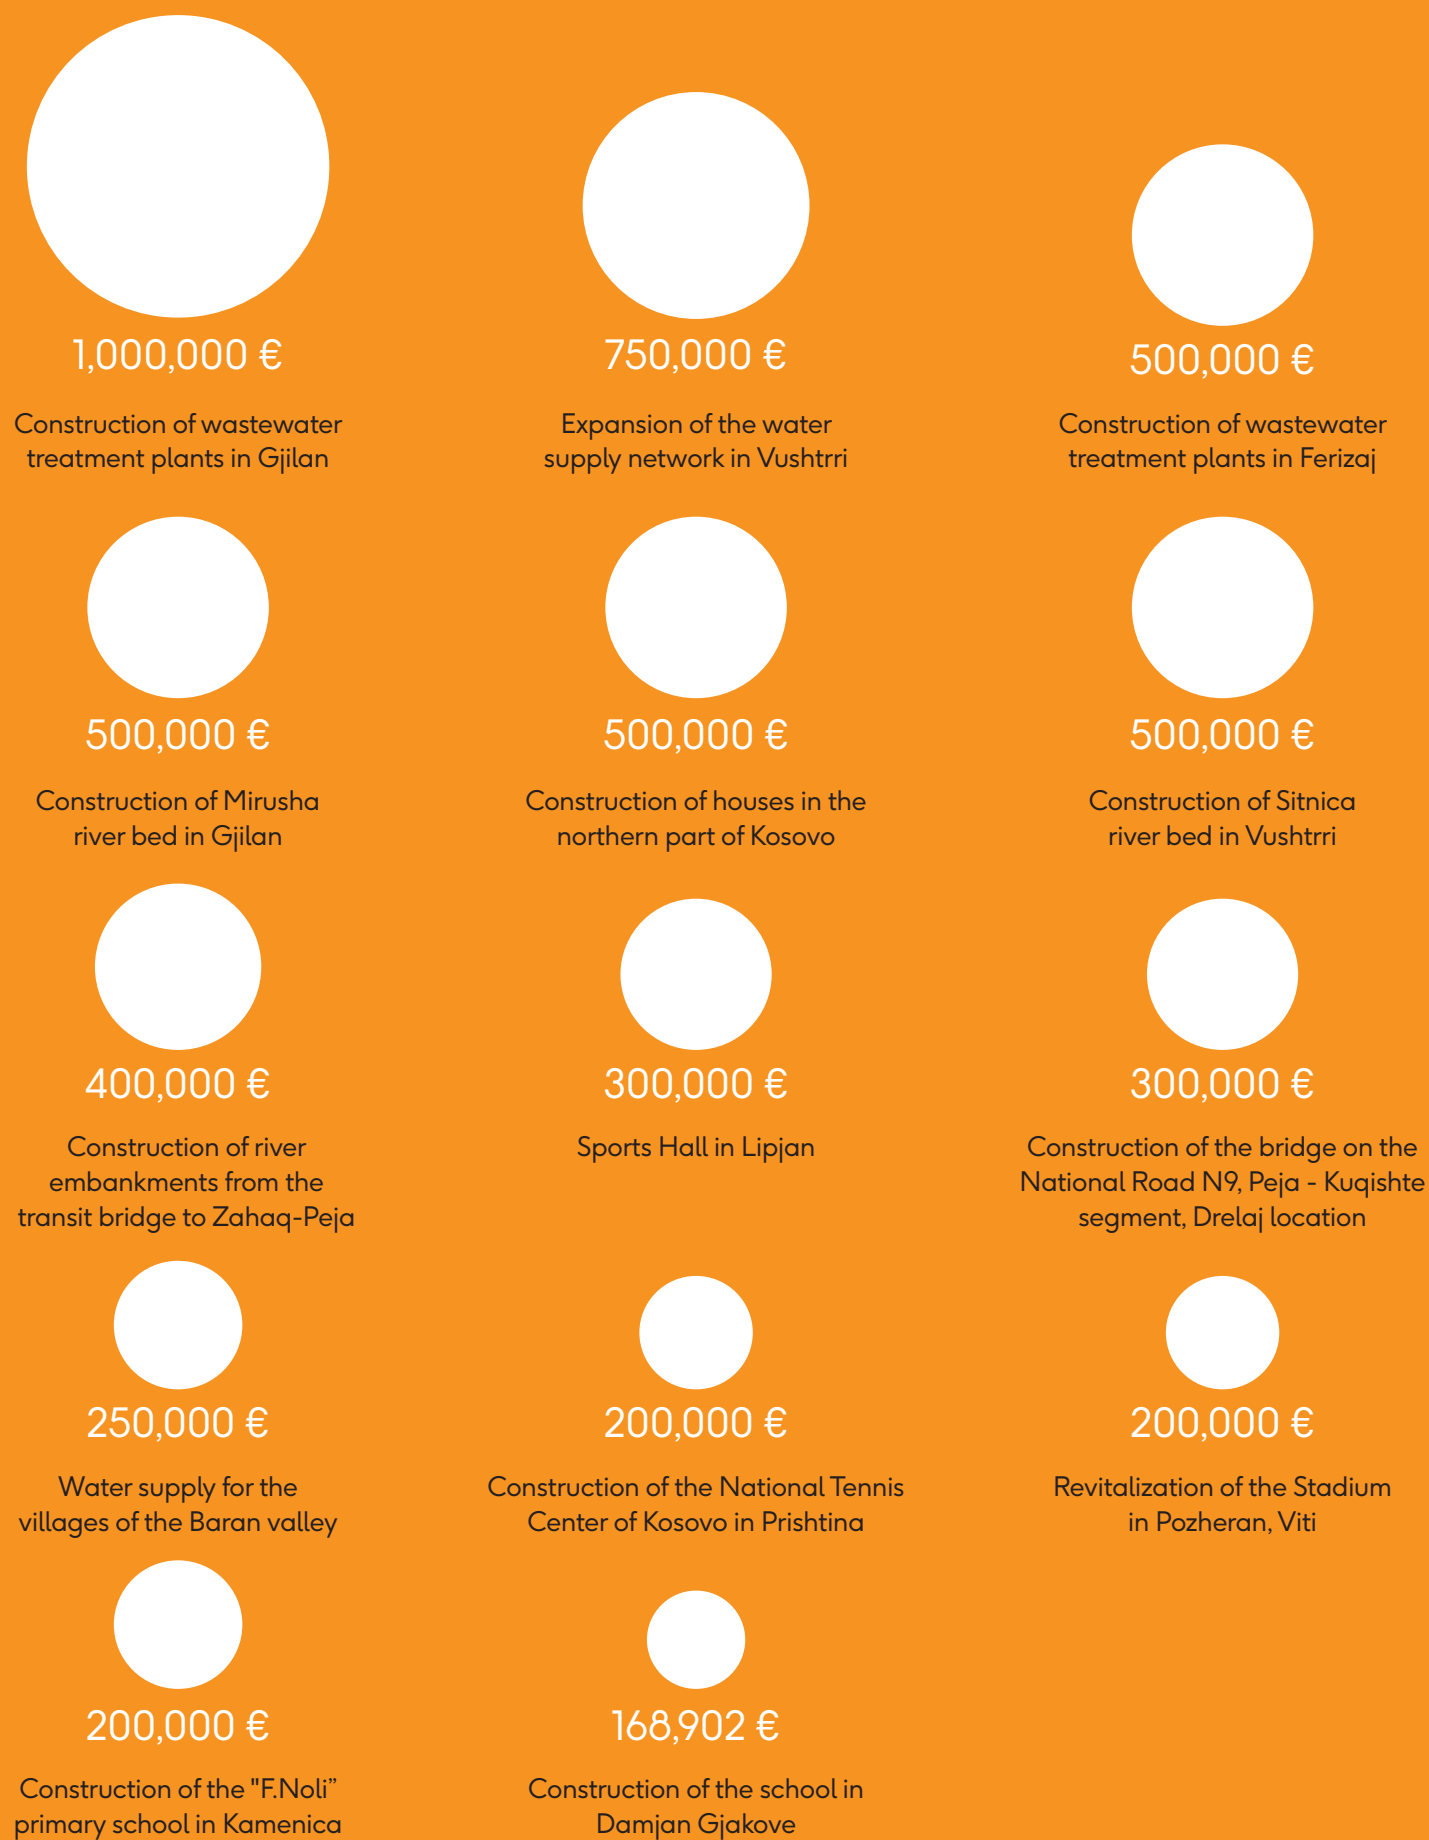 1,000,000 €
Construction of wastewater
treatment plants in Gjilan
750,000 €
Expansion of the water
supply network in Vushtrri
500,000 €
Construction of wastewater
treatment plants in Ferizaj
500,000 €
Construction of Mirusha
river bed in Gjilan
500,000 €
Construction of houses in the
northern part of Kosovo
500,000 €
Construction of Sitnica
river bed in Vushtrri
400,000 €
Construction of river
embankments from the
transit bridge to Zahaq-Peja
300,000 €
Sports Hall in Lipjan
300,000 €
Construction of the bridge on the
National Road N9, Peja - Kuqishte
segment, Drelaj location
250,000 €
Water supply for the
villages of the Baran valley
200,000 €
Construction of the National Tennis
Center of Kosovo in Prishtina
200,000 €
Revitalization of the Stadium
in Pozheran, Viti
200,000 €
Construction of the "F.Noli”
primary school in Kamenica
168,902 €
Construction of the school in
Damjan Gjakove